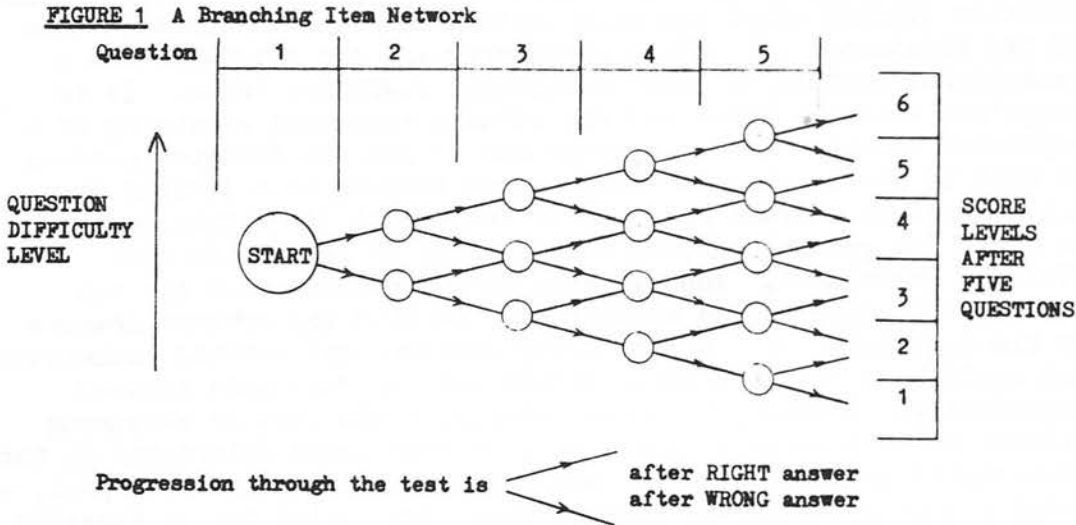 FIGURE 1 A Branching Item Network
Question 1 2 3 4 5
6
5
4
3
2
1
QUESTION
DIFFICULTY
LEVEL
START
SCORE
LEVELS
AFTER
FIVE
QUESTIONS
Progression through the test is
after RIGHT answer
after WRONG answer